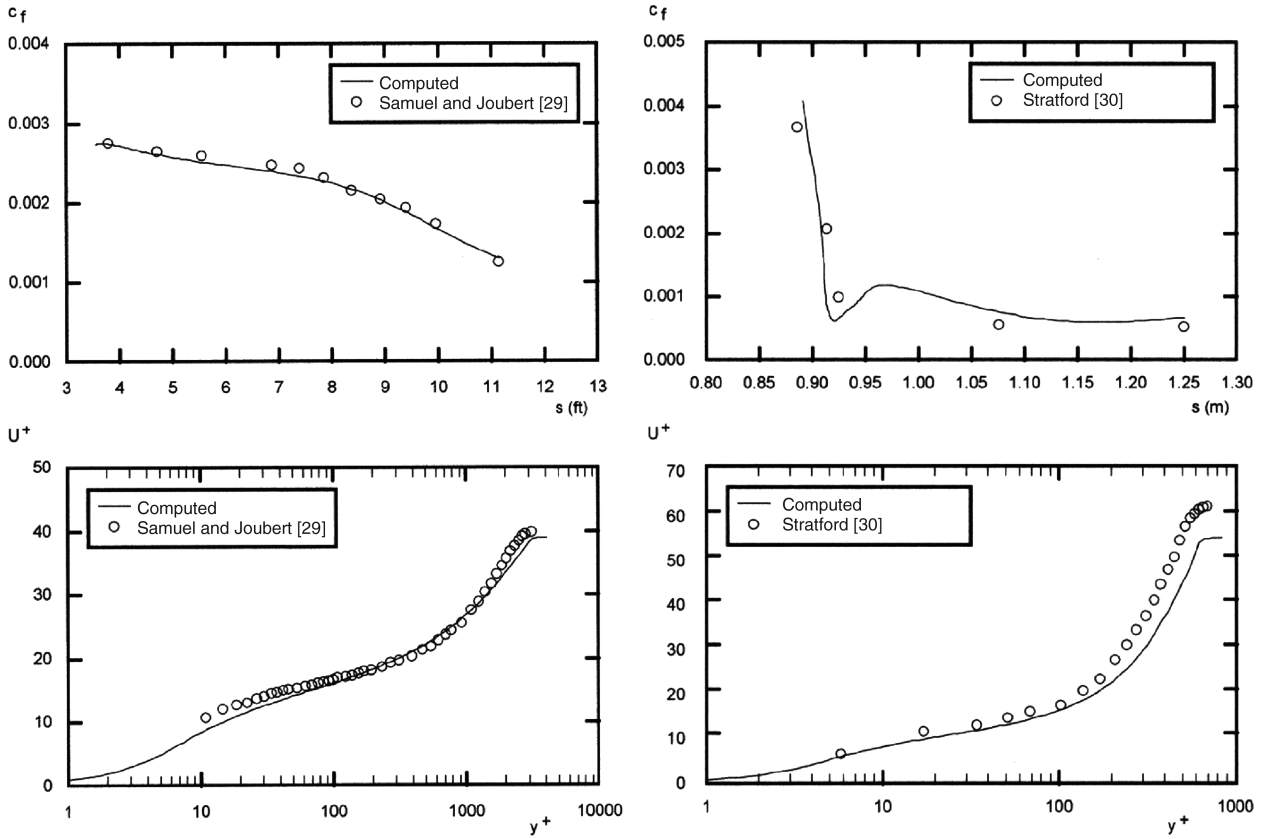 c f
0.004
0.003
0.002
0.001
0.000
Computed
Samuel and Joubert [29]
3 4 5 6 7 8 9 10 11 12 13
s (ft)
c f
0.005
0.004
0.003
0.002
0.001
0.000
Computed
Stratford [30]
0.80 0.85 0.90 0.95 1.00 1.05 1.10 1.15 1.20 1.25 1.30
s (m)
U +
50
40
30
20
10
0
Computed
Samuel and Joubert [29]
1 10 100 1000 10000
y +
U +
70
60
50
40
30
20
10
0
Computed
Stratford [30]
1 10 100 1000
y +